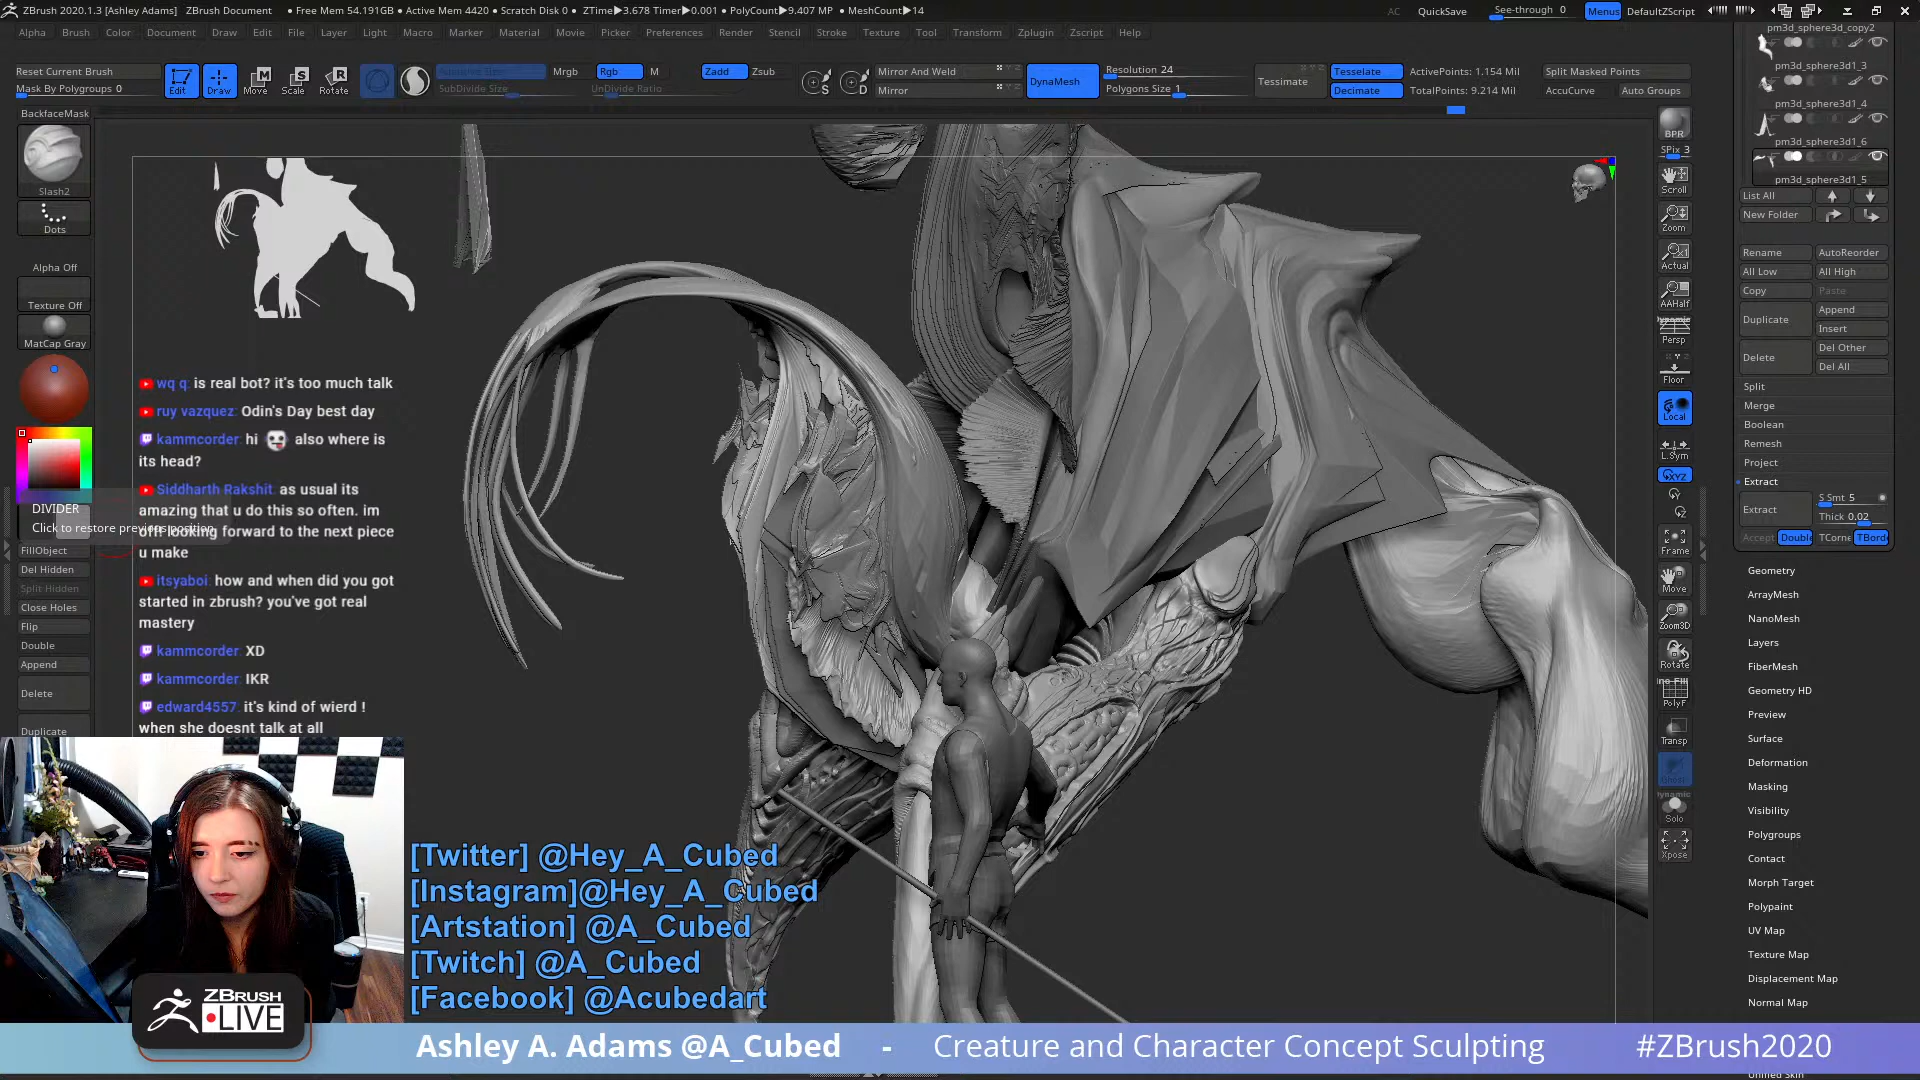 ZBrush 2020.1.3 [Ashley Adams] ZBrush Document • Free Mem 54.191GB • Active Mem 4420 • Scratch Disk 0 • ZTime▶3.678 Timer▶0.001 • PolyCount▶9.407 MP • MeshCount▶14
AC QuickSave See-through 0 Menus DefaultZScript
Alpha Brush Color Document Draw Edit File Layer Light Macro Marker Material Movie Picker Preferences Render Stencil Stroke Texture Tool Transform Zplugin Zscript Help
Reset Current Brush
Mask By Polygroups 0
BackfaceMask
Edit
Draw
Move
Scale
Rotate
SubDivide Size
Mrgb
Rgb
M
UnDivide Ratio
Zadd
Zsub
Mirror And Weld
Mirror
DynaMesh
Resolution 24
Polygons Size 1
Tessimate
Tesselate
Decimate
ActivePoints: 1.154 Mil
TotalPoints: 9.214 Mil
Split Masked Points
AccuCurve
Auto Groups
Slash2
Dots
Alpha Off
Texture Off
MatCap Gray
DIVIDER
Click to restore previous position
FillObject
Del Hidden
Split Hidden
Close Holes
Flip
Double
Append
Delete
Duplicate
wq q: is real bot? it's too much talk
ruy vazquez: Odin's Day best day
kammcorder: hi also where is
its head?
Siddharth Rakshit: as usual its
amazing that u do this so often. im
off! looking forward to the next piece
u make
itsyaboi: how and when did you got
started in zbrush? you've got real
mastery
kammcorder: XD
kammcorder: IKR
edward4557: it's kind of wierd !
when she doesnt talk at all
BPR
SPix 3
Scroll
Zoom
Actual
AAHalf
Dynamic
Persp
Floor
Local
L.Sym
XYZ
Frame
Move
Zoom3D
Rotate
PolyF
Transp
Ghost
Dynamic
Solo
Xpose
pm3d_sphere3d_copy2
pm3d_sphere3d1_3
pm3d_sphere3d1_4
pm3d_sphere3d1_6
pm3d_sphere3d1_5
List All
New Folder
Rename AutoReorder
All Low All High
Copy Paste
Duplicate Append
Insert
Delete Del Other
Del All
Split
Merge
Boolean
Remesh
Project
Extract
Extract S Smt 5
Thick 0.02
Accept Double TCorne TBord
Geometry
ArrayMesh
NanoMesh
Layers
FiberMesh
Geometry HD
Preview
Surface
Deformation
Masking
Visibility
Polygroups
Contact
Morph Target
Polypaint
UV Map
Texture Map
Displacement Map
Normal Map
Unified Skin
[Twitter] @Hey_A_Cubed
[Instagram]@Hey_A_Cubed
[Artstation] @A_Cubed
[Twitch] @A_Cubed
[Facebook] @Acubedart
ZBRUSH
LIVE
Ashley A. Adams @A_Cubed - Creature and Character Concept Sculpting #ZBrush2020